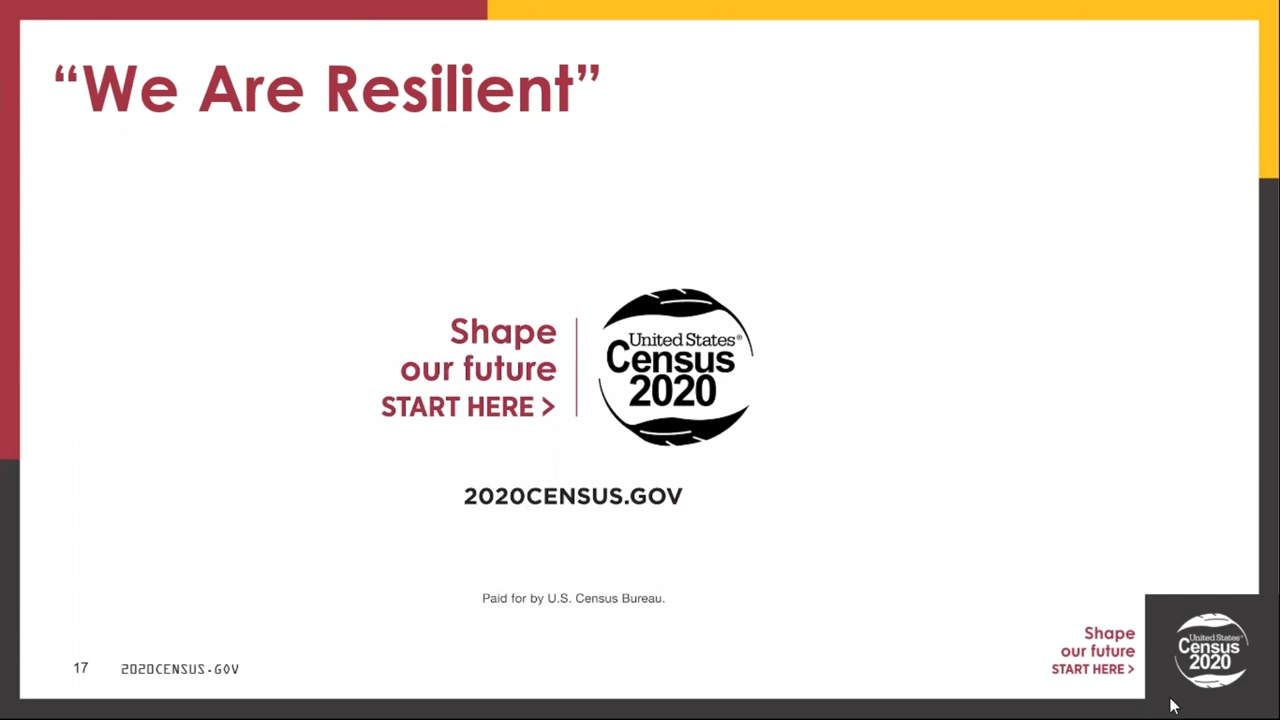 “We Are Resilient”
Shape
our future
START HERE >
United States®
Census
2020
2020CENSUS.GOV
Paid for by U.S. Census Bureau.
17
2020CENSUS.GOV
Shape
our future
START HERE >
United States®
Census
2020